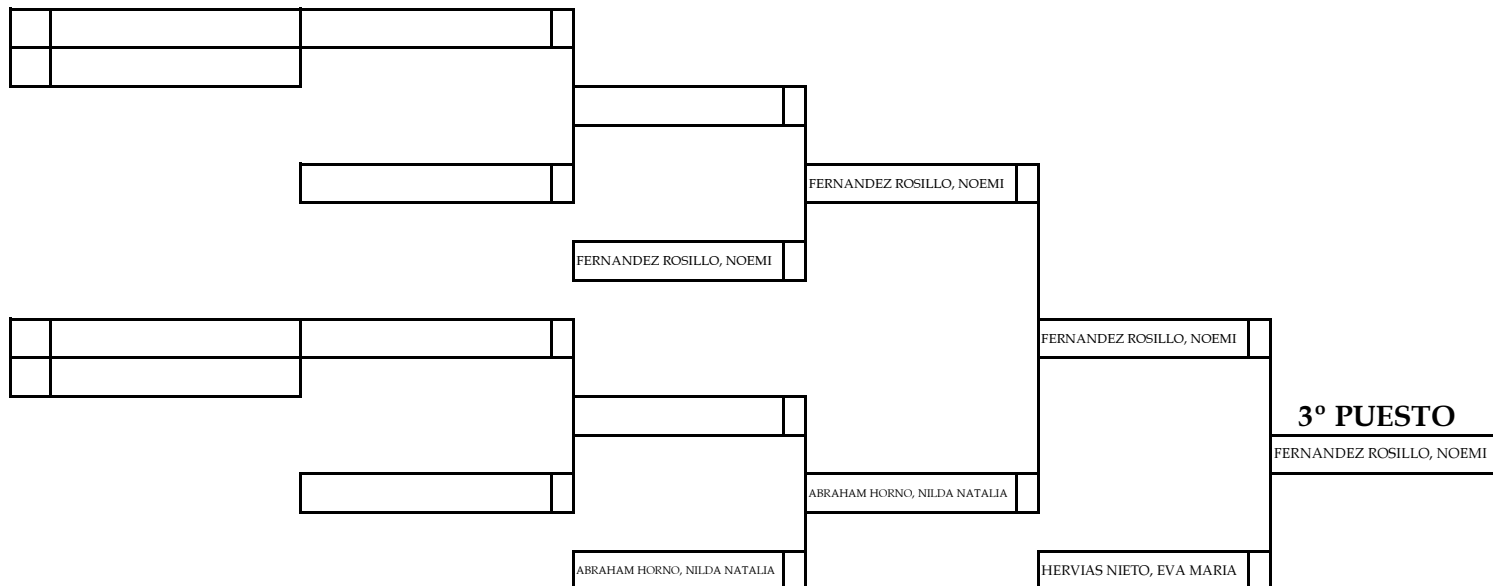 FERNANDEZ ROSILLO, NOEMI
FERNANDEZ ROSILLO, NOEMI
FERNANDEZ ROSILLO, NOEMI
3º PUESTO
FERNANDEZ ROSILLO, NOEMI
ABRAHAM HORNO, NILDA NATALIA
ABRAHAM HORNO, NILDA NATALIA
HERVIAS NIETO, EVA MARIA